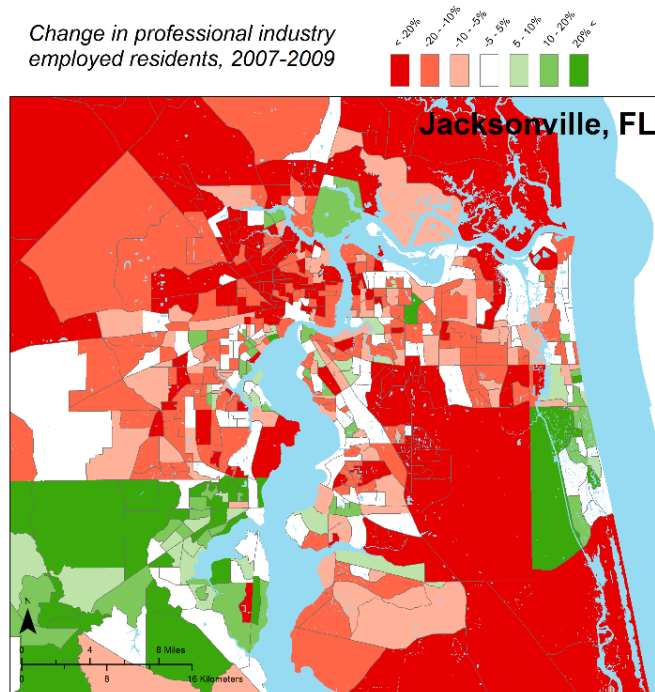 Change in professional industry
employed residents, 2007-2009
< -20%
-20 - -10%
-10 - -5%
-5 - 5%
5 - 10%
10 - 20%
20% <
Jacksonville, FL
N
0 4 8 Miles
0 8 16 Kilometers